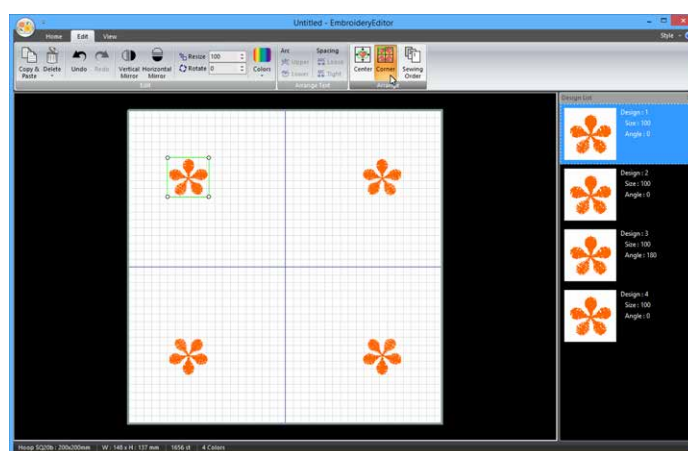 Untitled - EmbroideryEditor
Home Edit View Style
Copy & Paste Delete Undo Redo Vertical Mirror Horizontal Mirror Resize 100 Rotate 0 Colors Arc Upper Lower Spacing Loose Tight Center Corner Sewing Order
Edit Arrange Text Arrange
Design List
Design : 1
Size : 100
Angle : 0
Design : 2
Size : 100
Angle : 0
Design : 3
Size : 100
Angle : 180
Design : 4
Size : 100
Angle : 0
Hoop SQ20b : 200x200mm W : 148 x H : 137 mm 1656 st 4 Colors